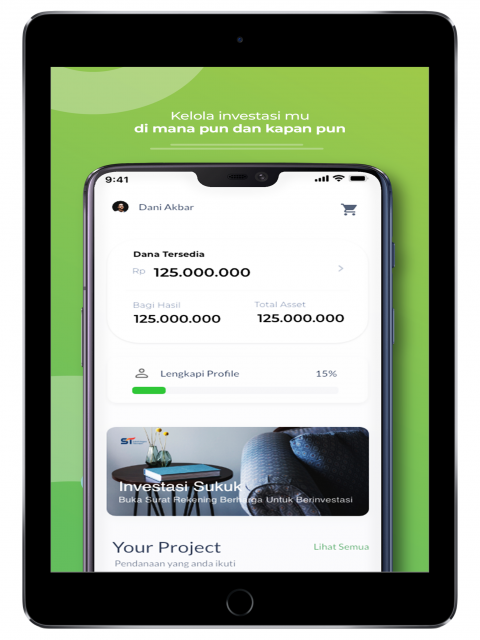 Kelola investasi mu
di mana pun dan kapan pun
9:41
Dani Akbar
Dana Tersedia
Rp 125.000.000
Bagi Hasil Total Asset
125.000.000 125.000.000
Lengkapi Profile 15%
ST
Investasi Sukuk
Buka Surat Rekening Berharga Untuk Berinvestasi
Your Project Lihat Semua
Pendanaan yang anda ikuti